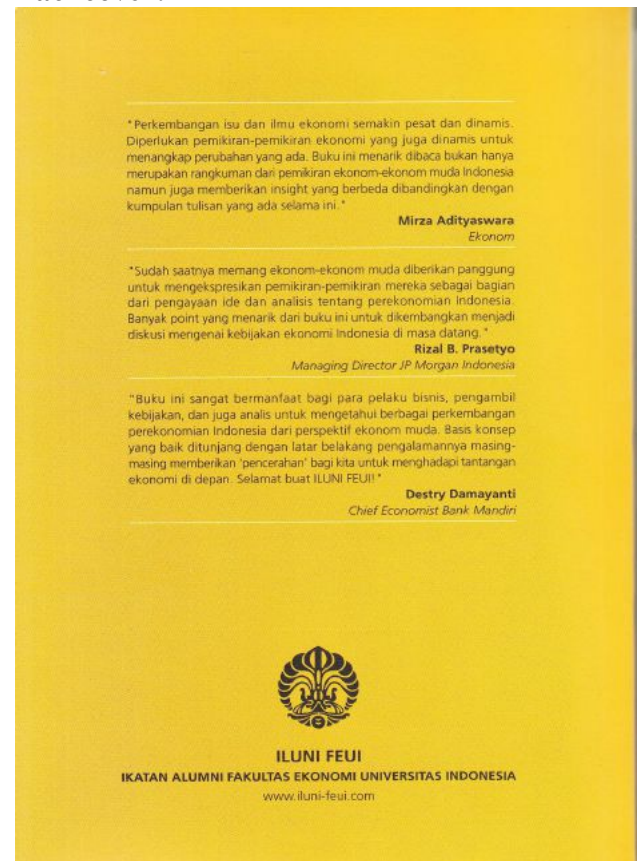 "Perkembangan isu dan ilmu ekonomi semakin pesat dan dinamis.
Diperlukan pemikiran-pemikiran ekonomi yang juga dinamis untuk
menangkap perubahan yang ada. Buku ini menarik dibaca bukan hanya
merupakan rangkuman dari pemikiran ekonom-ekonom muda Indonesia
namun juga memberikan insight yang berbeda dibandingkan dengan
kumpulan tulisan yang ada selama ini."
Mirza Adityaswara
Ekonom
"Sudah saatnya memang ekonom-ekonom muda diberikan panggung
untuk mengekspresikan pemikiran-pemikiran mereka sebagai bagian
dari pengayaan ide dan analisis tentang perekonomian Indonesia.
Banyak point yang menarik dari buku ini untuk dikembangkan menjadi
diskusi mengenai kebijakan ekonomi Indonesia di masa datang."
Rizal B. Prasetyo
Managing Director JP Morgan Indonesia
"Buku ini sangat bermanfaat bagi para pelaku bisnis, pengambil
kebijakan, dan juga analis untuk mengetahui berbagai perkembangan
perekonomian Indonesia dari perspektif ekonom muda. Basis konsep
yang baik ditunjang dengan latar belakang pengalamannya masing-
masing memberikan 'pencerahan' bagi kita untuk menghadapi tantangan
ekonomi di depan. Selamat buat ILUNI FEUI!"
Destry Damayanti
Chief Economist Bank Mandiri
ILUNI FEUI
IKATAN ALUMNI FAKULTAS EKONOMI UNIVERSITAS INDONESIA
www.iluni-feui.com